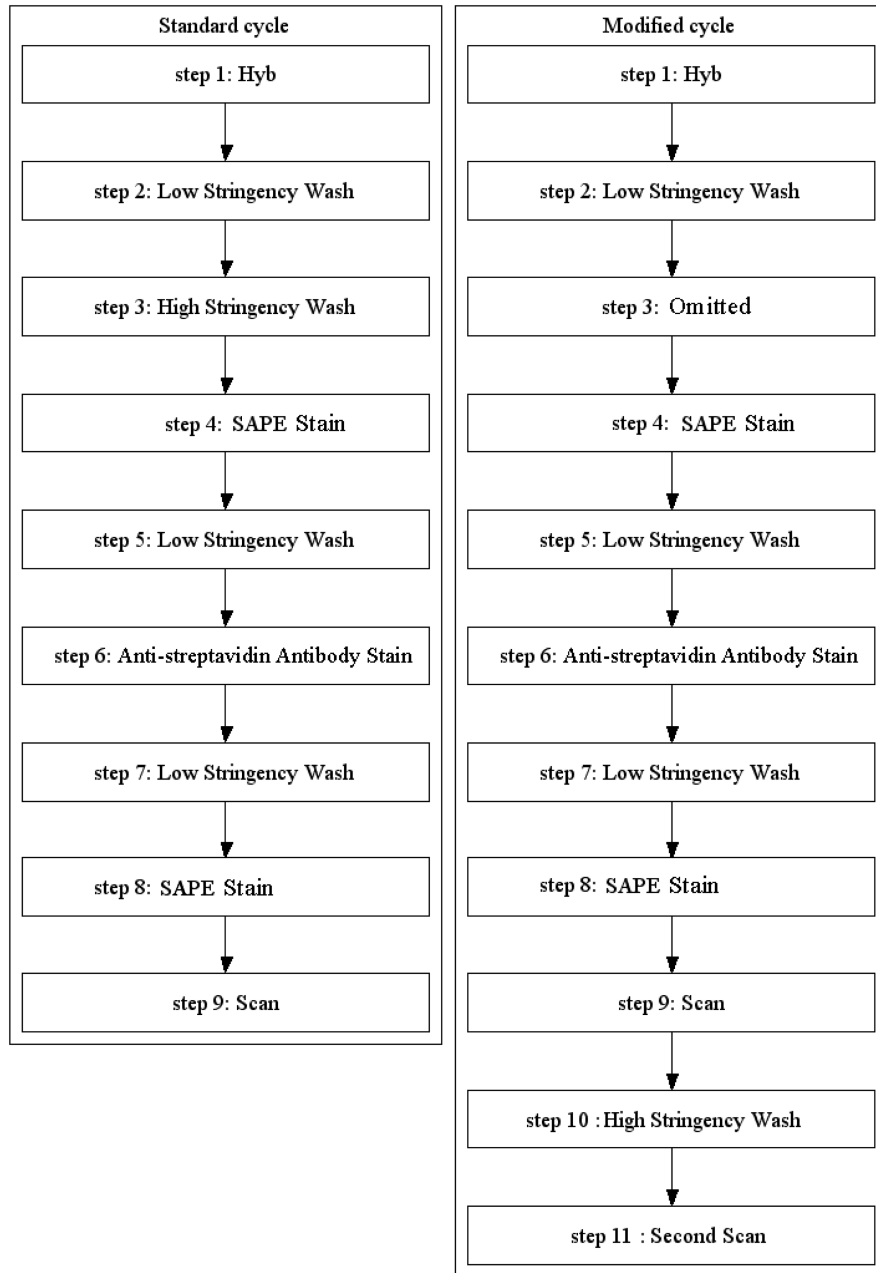 Standard cycle
step 1: Hyb
step 2: Low Stringency Wash
step 3: High Stringency Wash
step 4: SAPE Stain
step 5: Low Stringency Wash
step 6: Anti-streptavidin Antibody Stain
step 7: Low Stringency Wash
step 8: SAPE Stain
step 9: Scan
Modified cycle
step 1: Hyb
step 2: Low Stringency Wash
step 3: Omitted
step 4: SAPE Stain
step 5: Low Stringency Wash
step 6: Anti-streptavidin Antibody Stain
step 7: Low Stringency Wash
step 8: SAPE Stain
step 9: Scan
step 10 : High Stringency Wash
step 11 : Second Scan